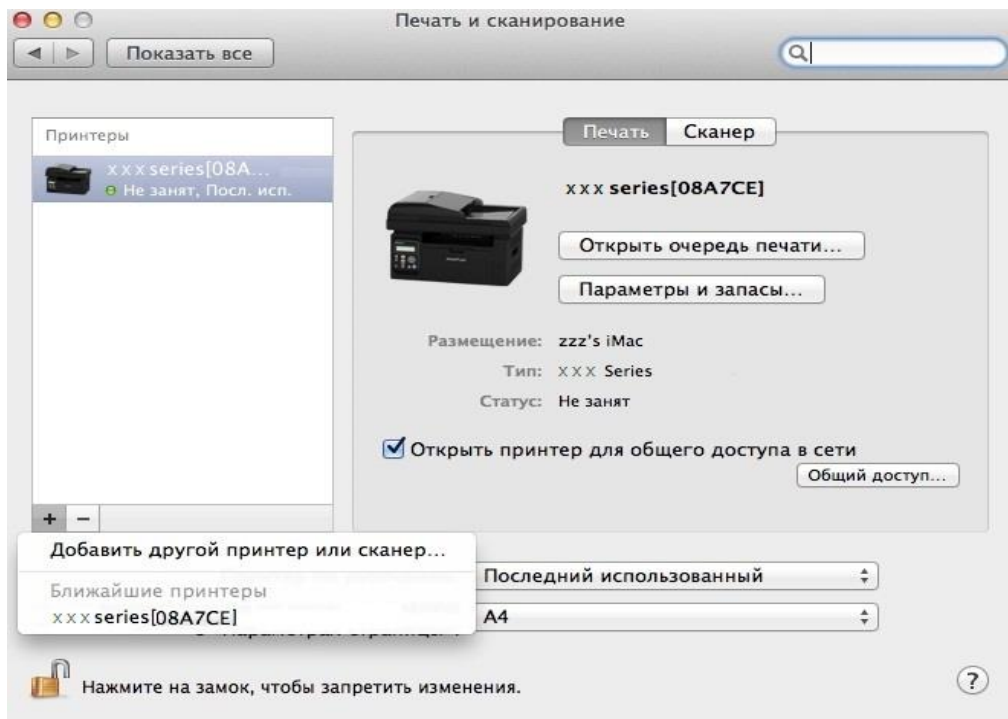 Печать и сканирование
Показать все
Принтеры
xxx series[08A...
Не занят, Посл. исп.
Печать Сканер
xxx series[08A7CE]
Открыть очередь печати...
Параметры и запасы...
Размещение: zzz's iMac
Тип: xxx Series
Статус: Не занят
Открыть принтер для общего доступа в сети
Общий доступ...
+ −
Добавить другой принтер или сканер...
Ближайшие принтеры
xxx series[08A7CE]
Последний использованный
A4
Нажмите на замок, чтобы запретить изменения.
?